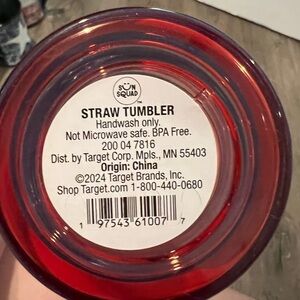 SUN
SQUAD
STRAW TUMBLER
Handwash only.
Not Microwave safe. BPA Free.
200 04 7816
Dist. by Target Corp. Mpls., MN 55403
Origin: China
©2024 Target Brands, Inc.
Shop Target.com 1-800-440-0680
1 97543 61007 7